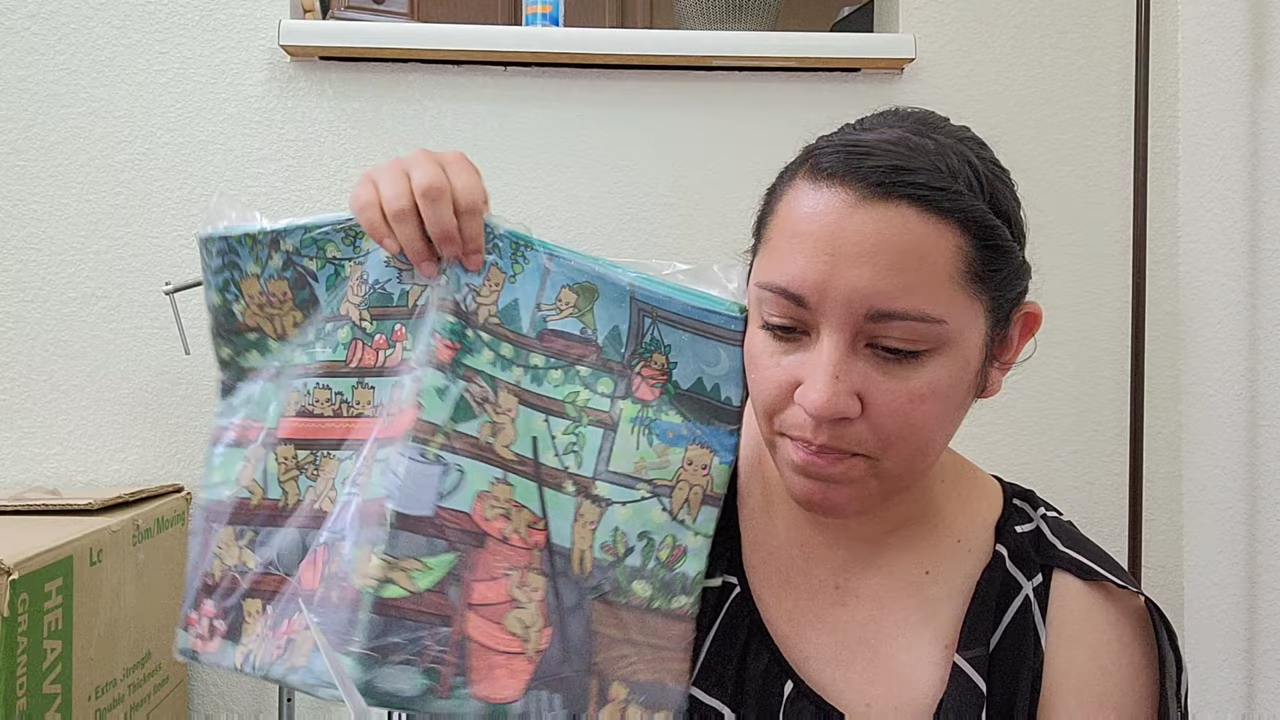 Lo
com/Moving
HEAVY
GRANDE
• Extra Strength
Double Thickness
Heavy Items